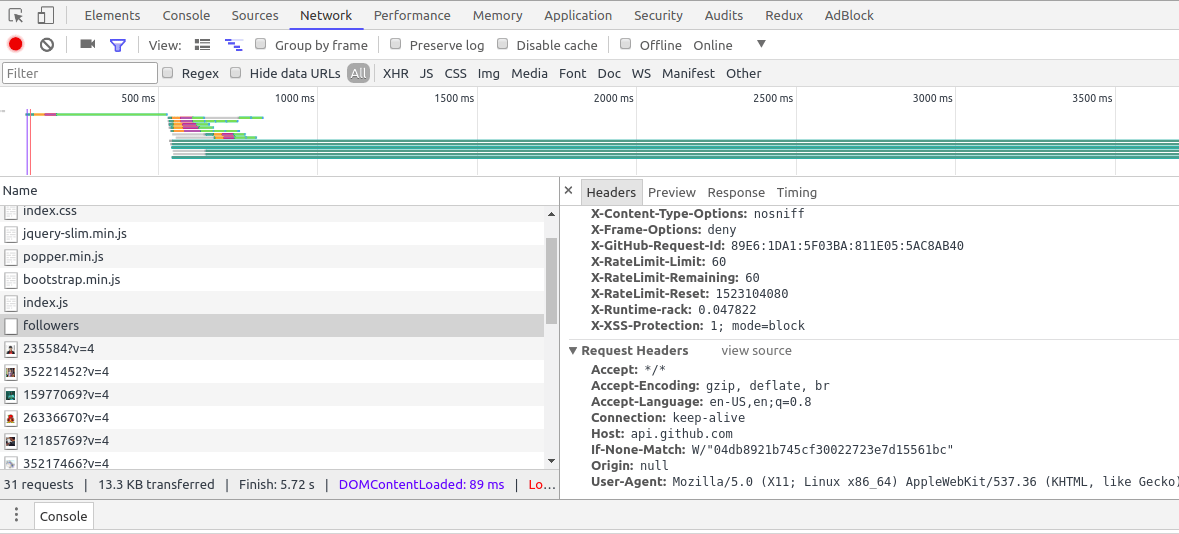 Elements Console Sources Network Performance Memory Application Security Audits Redux AdBlock
View: Group by frame Preserve log Disable cache Offline Online
Filter Regex Hide data URLs All XHR JS CSS Img Media Font Doc WS Manifest Other
500 ms 1000 ms 1500 ms 2000 ms 2500 ms 3000 ms 3500 ms
Name
index.css
jquery-slim.min.js
popper.min.js
bootstrap.min.js
index.js
followers
235584?v=4
35221452?v=4
15977069?v=4
26336670?v=4
12185769?v=4
35217466?v=4
31 requests | 13.3 KB transferred | Finish: 5.72 s | DOMContentLoaded: 89 ms | Lo...
× Headers Preview Response Timing
X-Content-Type-Options: nosniff
X-Frame-Options: deny
X-GitHub-Request-Id: 89E6:1DA1:5F03BA:811E05:5AC8AB40
X-RateLimit-Limit: 60
X-RateLimit-Remaining: 60
X-RateLimit-Reset: 1523104080
X-Runtime-rack: 0.047822
X-XSS-Protection: 1; mode=block
Request Headers view source
Accept: */*
Accept-Encoding: gzip, deflate, br
Accept-Language: en-US,en;q=0.8
Connection: keep-alive
Host: api.github.com
If-None-Match: W/"04db8921b745cf30022723e7d15561bc"
Origin: null
User-Agent: Mozilla/5.0 (X11; Linux x86_64) AppleWebKit/537.36 (KHTML, like Gecko)
Console